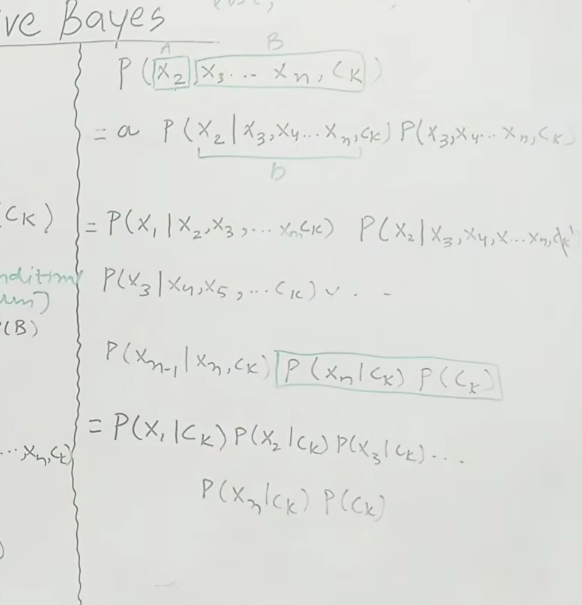 ve Bayes
A B
P(X₂ X₃ ... Xₙ, Cₖ)
= a P(X₂ | X₃, X₄ ... Xₙ, Cₖ) P(X₃, X₄ ... Xₙ, Cₖ)
b
Cₖ) = P(X₁ | X₂, X₃, ... Xₙ, Cₖ) P(X₂ | X₃, X₄, X ... Xₙ, Cₖ)
P(X₃ | X₄, X₅, ... Cₖ) . . -
(B)
P(Xₙ₋₁ | Xₙ, Cₖ) P(Xₙ | Cₖ) P(Cₖ)
= P(X₁ | Cₖ) P(X₂ | Cₖ) P(X₃ | Cₖ) ...
..., Xₙ, Cₖ)
P(Xₙ | Cₖ) P(Cₖ)
)